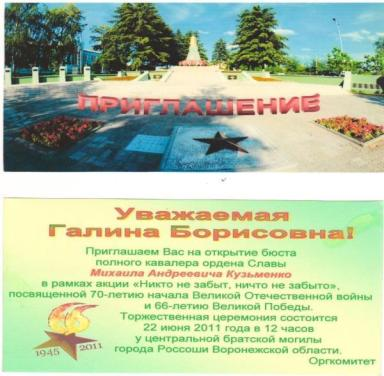 ПРИГЛАШЕНИЕ
Уважаемая
Галина Борисовна!
Приглашаем Вас на открытие бюста
полного кавалера ордена Славы
Михаила Андреевича Кузьменко
в рамках акции «Никто не забыт, ничто не забыто»,
посвященной 70-летию начала Великой Отечественной войны
и 66-летию Великой Победы.
Торжественная церемония состоится
22 июня 2011 года в 12 часов
у центральной братской могилы
города Россоши Воронежской области.
Оргкомитет
66
1945 2011